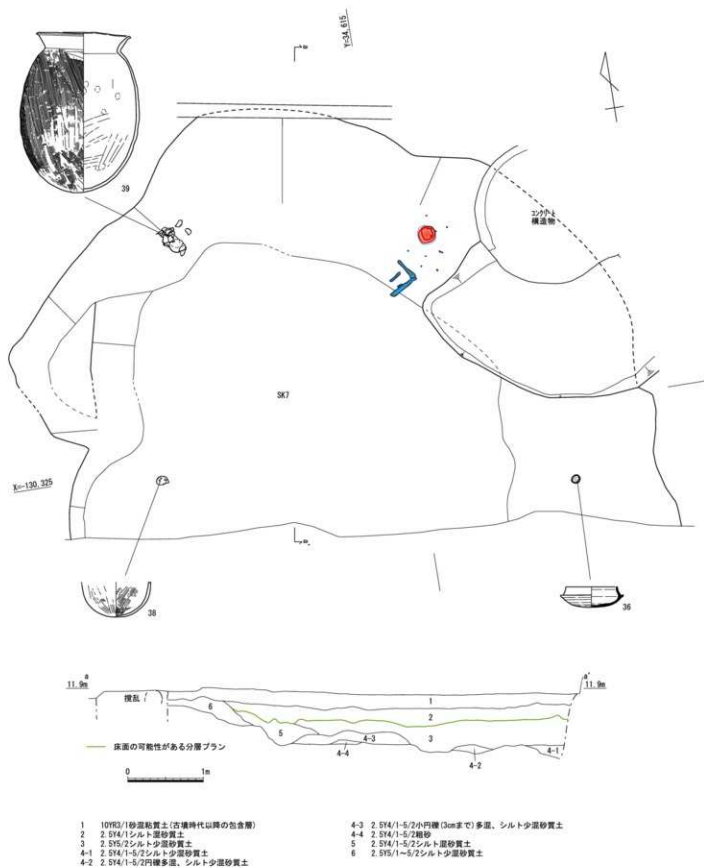 Y=34,615
a
39
コンクリート
構造物
SK7
X=-130,325
a'
38
36
a
11.9m
a'
11.9m
攪乱
1
2
3
4-1
4-2
4-3
4-4
5
6
床面の可能性がある分層プラン
0 1m
1 10YR3/1砂混粘質土(古墳時代以降の包含層)
2 2.5Y4/1シルト混砂質土
3 2.5Y5/2シルト少混砂質土
4-1 2.5Y4/1-5/2シルト少混砂質土
4-2 2.5Y4/1-5/2円礫多混、シルト少混砂質土
4-3 2.5Y4/1-5/2小円礫(3cmまで)多混、シルト少混砂質土
4-4 2.5Y4/1-5/2粗砂
5 2.5Y4/1-5/2シルト混砂質土
6 2.5Y5/1~5/2シルト少混砂質土